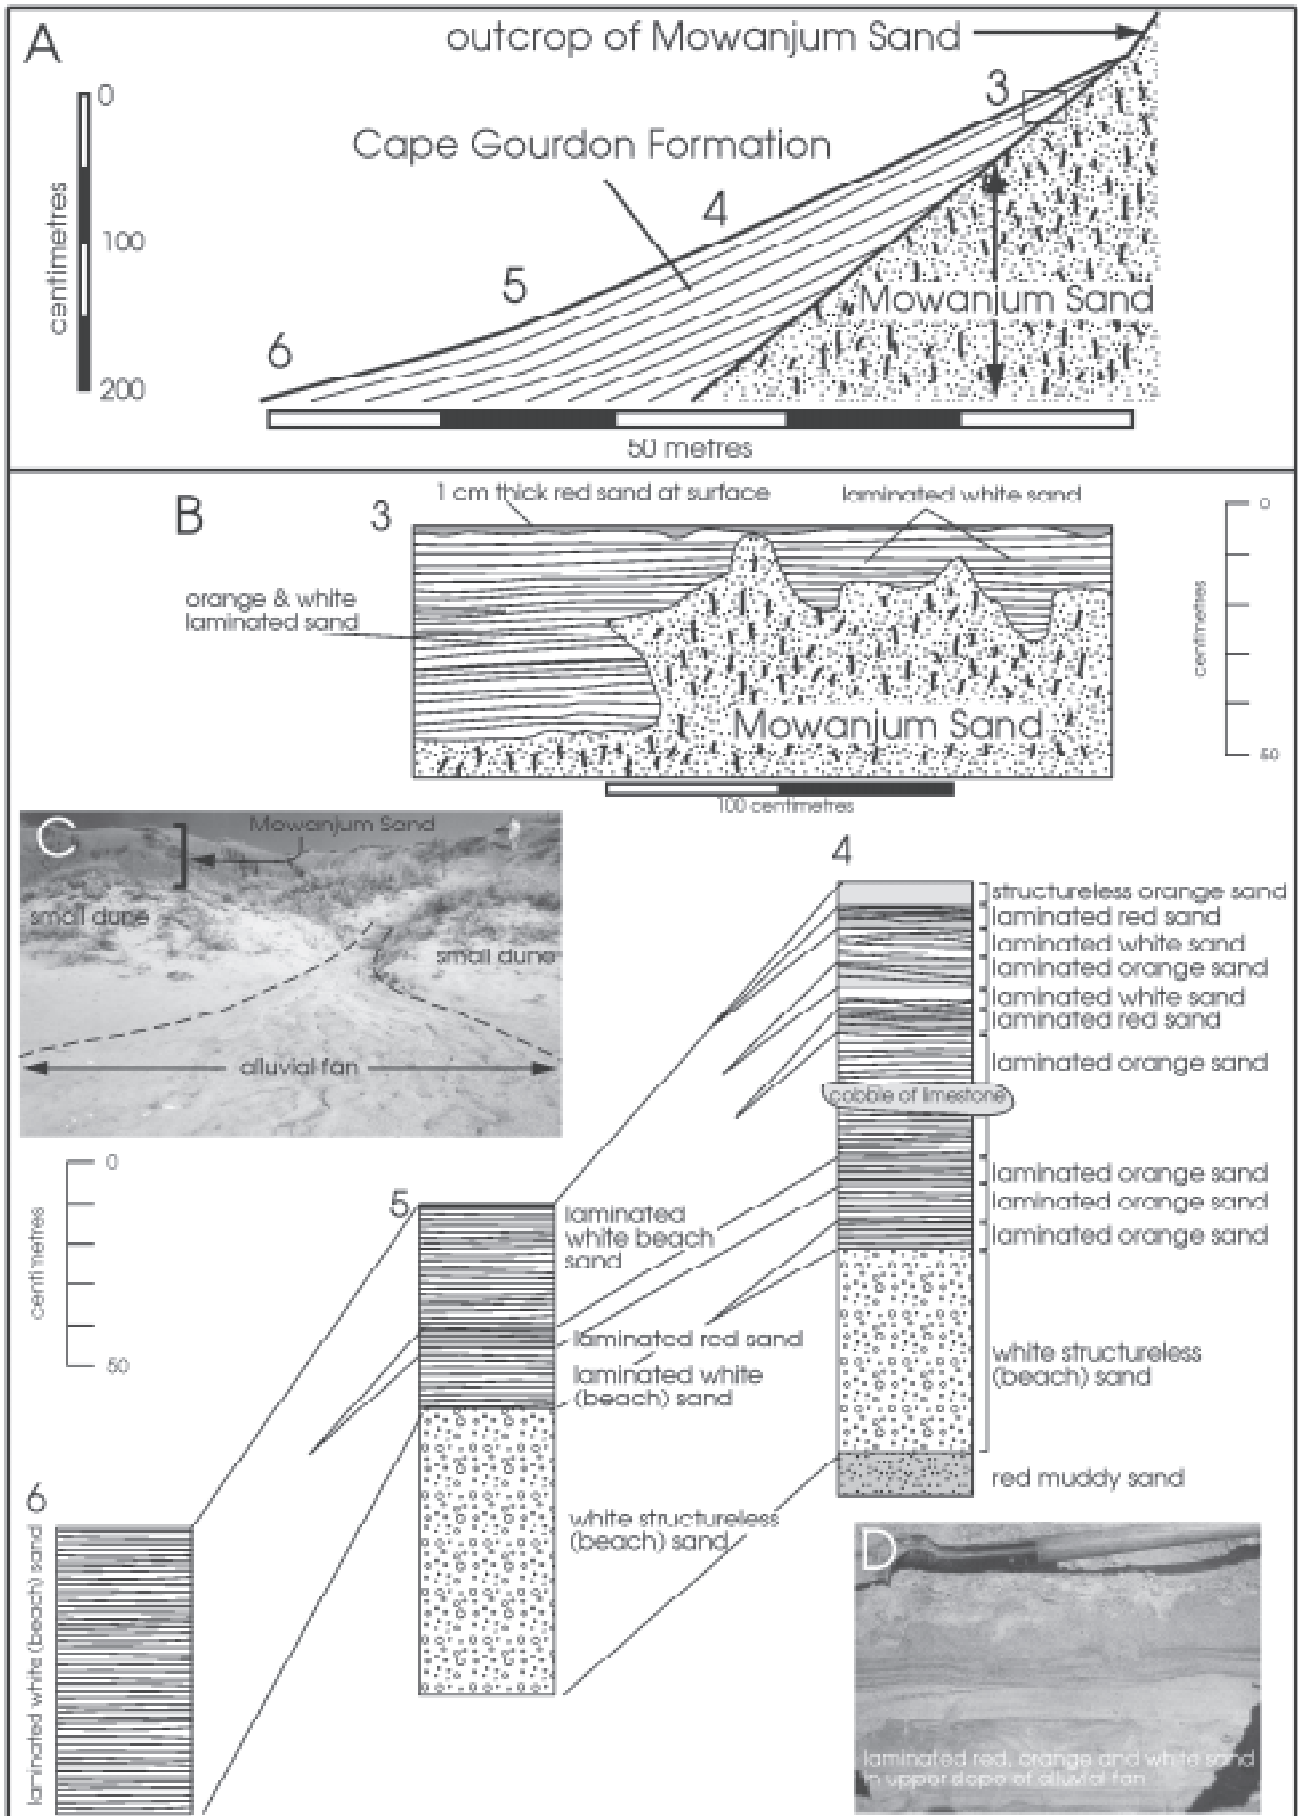 A
outcrop of Mowanjum Sand
0
3
Cape Gourdon Formation
centimetres
4
100
5
Mowanjum Sand
6
200
50 metres
B
3
1 cm thick red sand at surface
laminated white sand
0
orange & white
laminated sand
centimetres
Mowanjum Sand
50
100 centimetres
C
Mowanjum Sand
small dune
small dune
alluvial fan
4
structureless orange sand
laminated red sand
laminated white sand
laminated orange sand
laminated white sand
laminated red sand
laminated orange sand
cobble of limestone
laminated orange sand
laminated orange sand
laminated orange sand
white structureless
(beach) sand
red muddy sand
0
centimetres
50
5
laminated
white beach
sand
laminated red sand
laminated white
(beach) sand
white structureless
(beach) sand
6
laminated white (beach) sand
D
laminated red, orange and white sand
in upper slope of alluvial fan